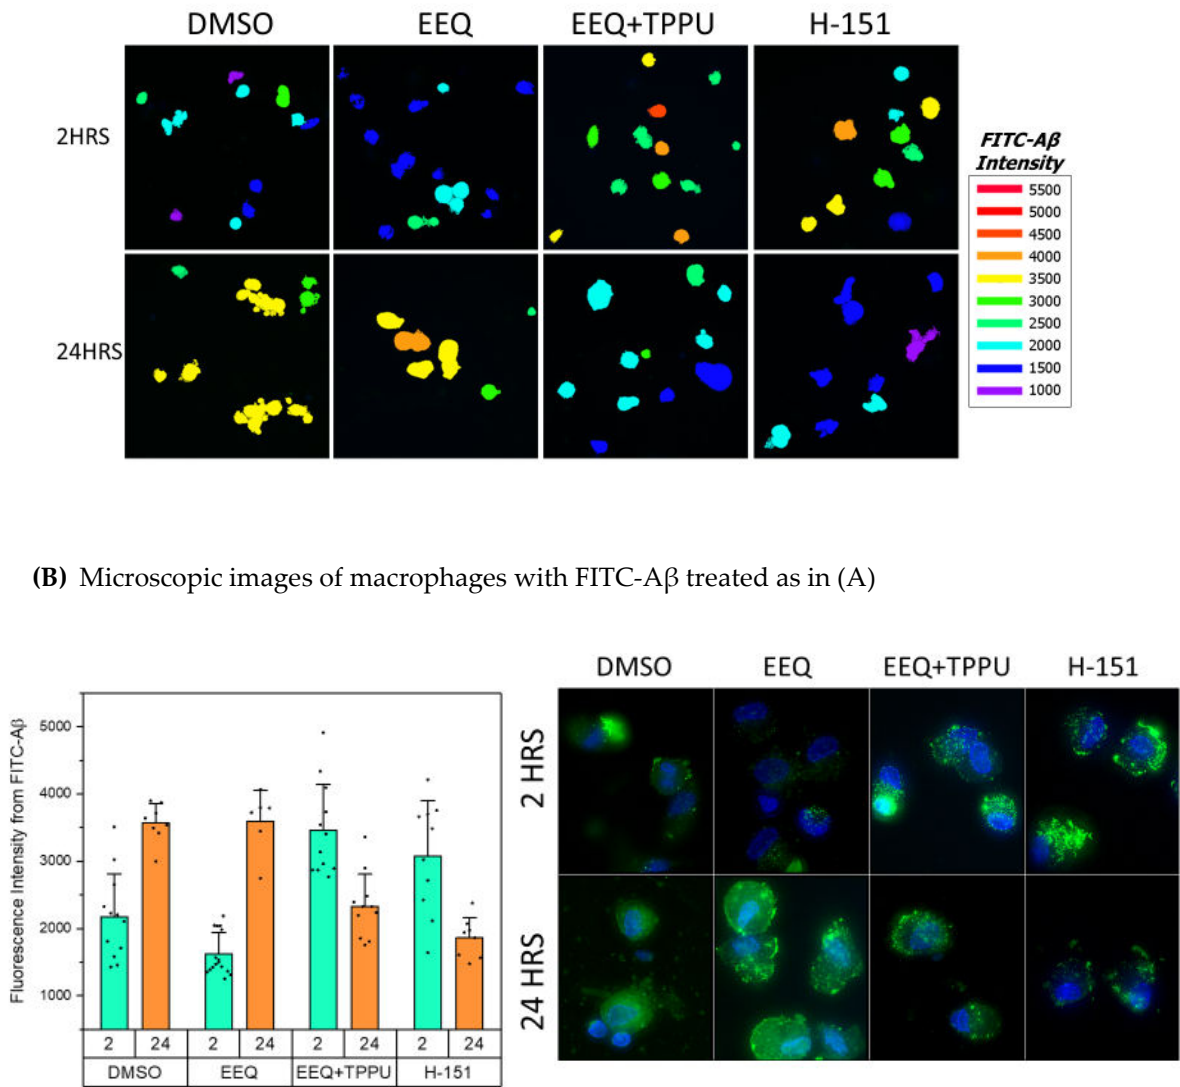 DMSO EEQ EEQ+TPPU H-151
2HRS
24HRS
FITC-Aβ
Intensity
5500
5000
4500
4000
3500
3000
2500
2000
1500
1000
(B) Microscopic images of macrophages with FITC-Aβ treated as in (A)
Fluorescence Intensity from FITC-Aβ
5000
4000
3000
2000
1000
2 24 2 24 2 24 2 24
DMSO EEQ EEQ+TPPU H-151
DMSO EEQ EEQ+TPPU H-151
2 HRS
24 HRS